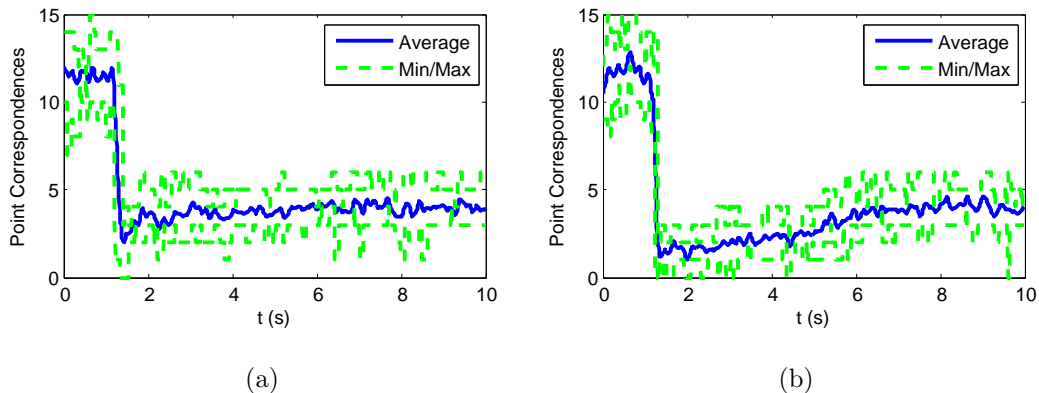 15
10
5
0
Point Correspondences
0 2 4 6 8 10
t (s)
Average
Min/Max
(a)
15
10
5
0
Point Correspondences
0 2 4 6 8 10
t (s)
Average
Min/Max
(b)